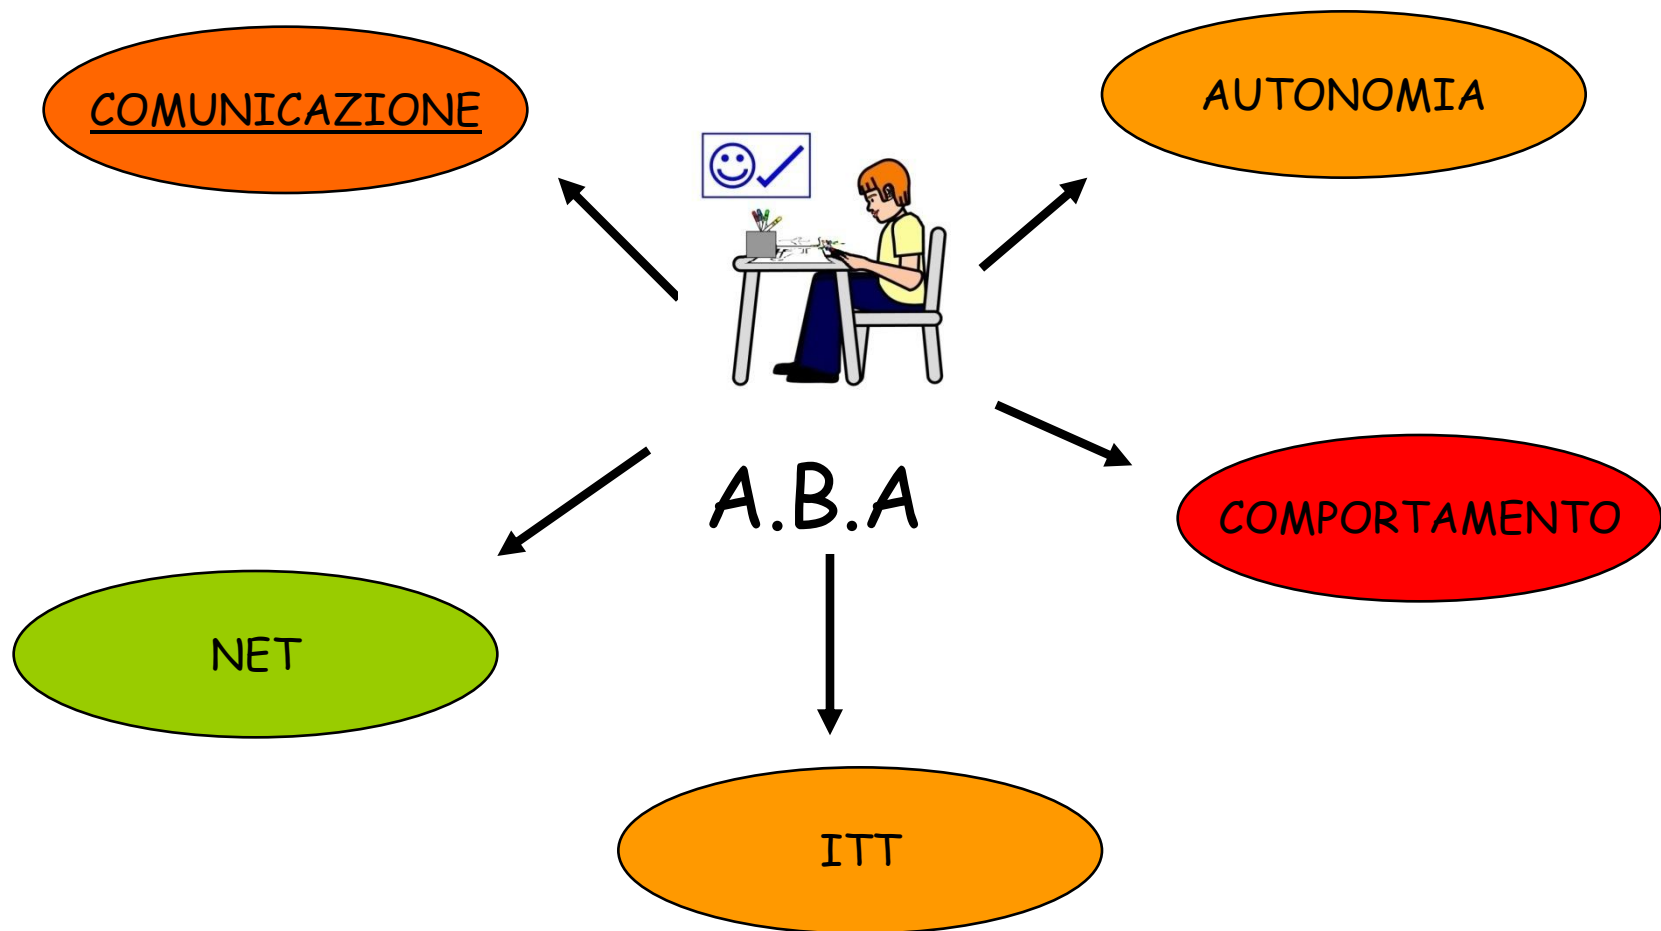 COMUNICAZIONE
AUTONOMIA
A.B.A
COMPORTAMENTO
NET
ITT